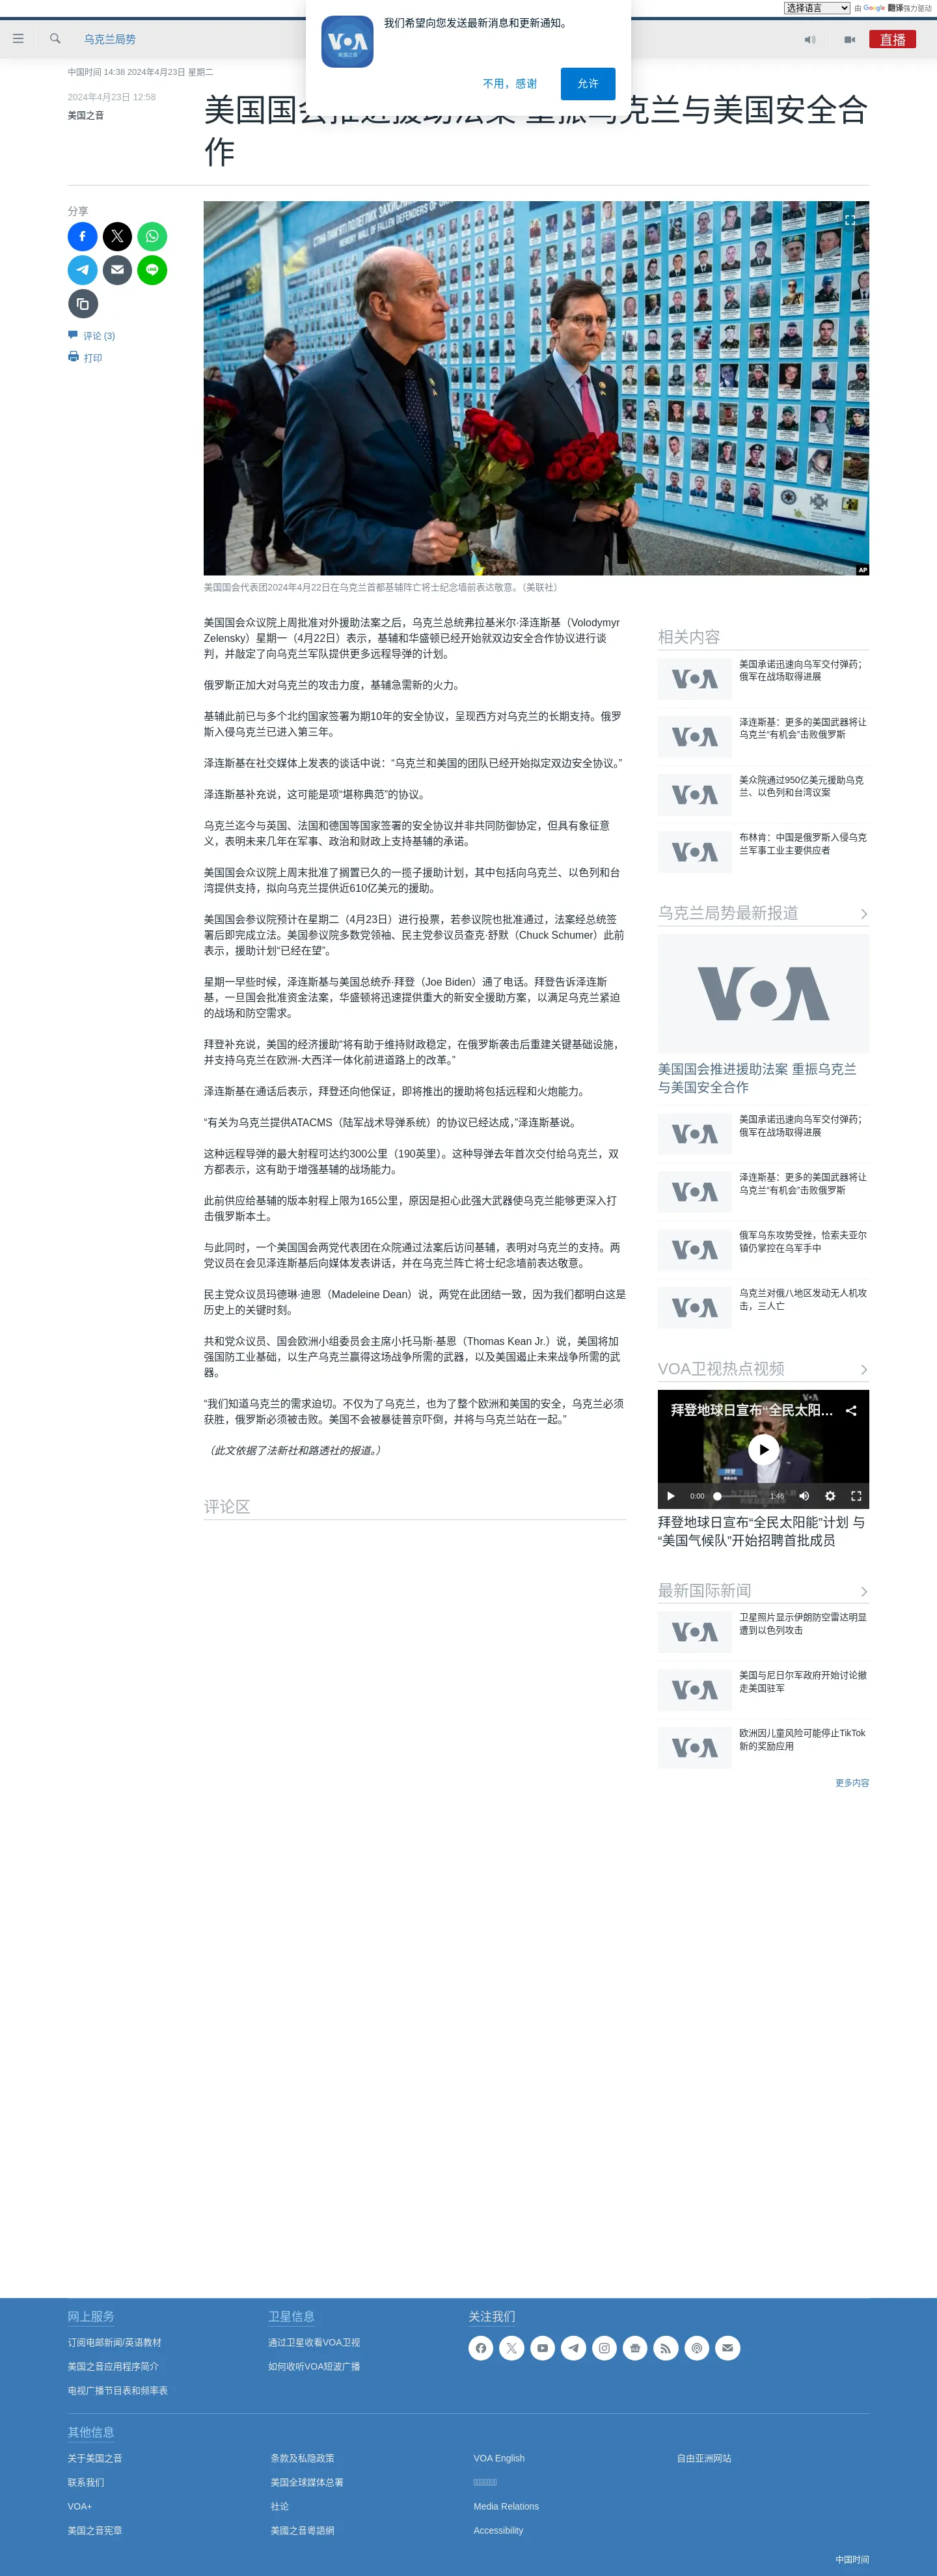 选择语言 由 Google 翻译强力驱动
我们希望向您发送最新消息和更新通知。
VOA
美国之音
不用，感谢 允许
乌克兰局势
直播
中国时间 14:38 2024年4月23日 星期二
2024年4月23日 12:58
美国之音
美国国会推进援助法案 重振乌克兰与美国安全合
作
分享
评论 (3)
打印
MEMORY WALL OF FALLEN DEFENDERS OF
AP
美国国会代表团2024年4月22日在乌克兰首都基辅阵亡将士纪念墙前表达敬意。（美联社）
美国国会众议院上周批准对外援助法案之后，乌克兰总统弗拉基米尔·泽连斯基（Volodymyr
Zelensky）星期一（4月22日）表示，基辅和华盛顿已经开始就双边安全合作协议进行谈
判，并敲定了向乌克兰军队提供更多远程导弹的计划。
俄罗斯正加大对乌克兰的攻击力度，基辅急需新的火力。
基辅此前已与多个北约国家签署为期10年的安全协议，呈现西方对乌克兰的长期支持。俄罗
斯入侵乌克兰已进入第三年。
泽连斯基在社交媒体上发表的谈话中说：“乌克兰和美国的团队已经开始拟定双边安全协议。”
泽连斯基补充说，这可能是项“堪称典范”的协议。
乌克兰迄今与英国、法国和德国等国家签署的安全协议并非共同防御协定，但具有象征意
义，表明未来几年在军事、政治和财政上支持基辅的承诺。
美国国会众议院上周末批准了搁置已久的一揽子援助计划，其中包括向乌克兰、以色列和台
湾提供支持，拟向乌克兰提供近610亿美元的援助。
美国国会参议院预计在星期二（4月23日）进行投票，若参议院也批准通过，法案经总统签
署后即完成立法。美国参议院多数党领袖、民主党参议员查克·舒默（Chuck Schumer）此前
表示，援助计划“已经在望”。
星期一早些时候，泽连斯基与美国总统乔·拜登（Joe Biden）通了电话。拜登告诉泽连斯
基，一旦国会批准资金法案，华盛顿将迅速提供重大的新安全援助方案，以满足乌克兰紧迫
的战场和防空需求。
拜登补充说，美国的经济援助“将有助于维持财政稳定，在俄罗斯袭击后重建关键基础设施，
并支持乌克兰在欧洲-大西洋一体化前进道路上的改革。”
泽连斯基在通话后表示，拜登还向他保证，即将推出的援助将包括远程和火炮能力。
“有关为乌克兰提供ATACMS（陆军战术导弹系统）的协议已经达成，”泽连斯基说。
这种远程导弹的最大射程可达约300公里（190英里）。这种导弹去年首次交付给乌克兰，双
方都表示，这有助于增强基辅的战场能力。
此前供应给基辅的版本射程上限为165公里，原因是担心此强大武器使乌克兰能够更深入打
击俄罗斯本土。
与此同时，一个美国国会两党代表团在众院通过法案后访问基辅，表明对乌克兰的支持。两
党议员在会见泽连斯基后向媒体发表讲话，并在乌克兰阵亡将士纪念墙前表达敬意。
民主党众议员玛德琳·迪恩（Madeleine Dean）说，两党在此团结一致，因为我们都明白这是
历史上的关键时刻。
共和党众议员、国会欧洲小组委员会主席小托马斯·基恩（Thomas Kean Jr.）说，美国将加
强国防工业基础，以生产乌克兰赢得这场战争所需的武器，以及美国遏止未来战争所需的武
器。
“我们知道乌克兰的需求迫切。不仅为了乌克兰，也为了整个欧洲和美国的安全，乌克兰必须
获胜，俄罗斯必须被击败。美国不会被暴徒普京吓倒，并将与乌克兰站在一起。”
（此文依据了法新社和路透社的报道。）
评论区
相关内容
美国承诺迅速向乌军交付弹药；
俄军在战场取得进展
泽连斯基：更多的美国武器将让
乌克兰“有机会”击败俄罗斯
美众院通过950亿美元援助乌克
兰、以色列和台湾议案
布林肯：中国是俄罗斯入侵乌克
兰军事工业主要供应者
乌克兰局势最新报道
VOA
美国国会推进援助法案 重振乌克兰
与美国安全合作
美国承诺迅速向乌军交付弹药；
俄军在战场取得进展
泽连斯基：更多的美国武器将让
乌克兰“有机会”击败俄罗斯
俄军乌东攻势受挫，恰索夫亚尔
镇仍掌控在乌军手中
乌克兰对俄八地区发动无人机攻
击，三人亡
VOA卫视热点视频
拜登地球日宣布“全民太阳…
0:00 1:46
拜登地球日宣布“全民太阳能”计划 与
“美国气候队”开始招聘首批成员
最新国际新闻
卫星照片显示伊朗防空雷达明显
遭到以色列攻击
美国与尼日尔军政府开始讨论撤
走美国驻军
欧洲因儿童风险可能停止TikTok
新的奖励应用
更多内容
网上服务
订阅电邮新闻/英语教材
美国之音应用程序简介
电视广播节目表和频率表
卫星信息
通过卫星收看VOA卫视
如何收听VOA短波广播
关注我们
其他信息
关于美国之音 条款及私隐政策 VOA English 自由亚洲网站
联系我们 美国全球媒体总署
VOA+ 社论 Media Relations
美国之音宪章 美國之音粵語網 Accessibility
中国时间